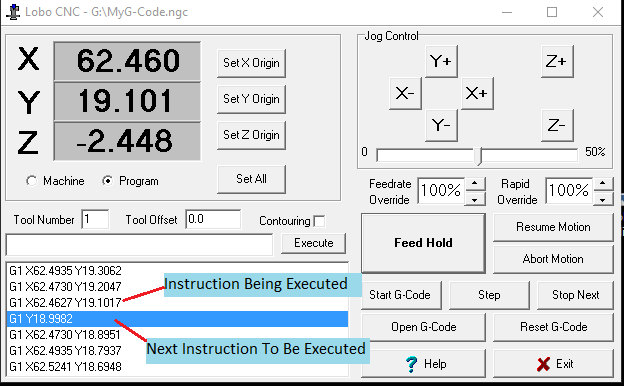 Lobo CNC - G:\MyG-Code.ngc
X 62.460 Set X Origin
Y 19.101 Set Y Origin
Z -2.448 Set Z Origin
Machine Program Set All
Tool Number 1 Tool Offset 0.0 Contouring
Execute
G1 X62.4935 Y19.3062
G1 X62.4730 Y19.2047
G1 X62.4627 Y19.1017
G1 Y18.9982
G1 X62.4730 Y18.8951
G1 X62.4935 Y18.7937
G1 X62.5241 Y18.6948
Instruction Being Executed
Next Instruction To Be Executed
Jog Control
Y+ Z+
X- X+
Y- Z-
0 50%
Feedrate Override 100% Rapid Override 100%
Feed Hold
Resume Motion
Abort Motion
Start G-Code Step Stop Next
Open G-Code Reset G-Code
? Help Exit